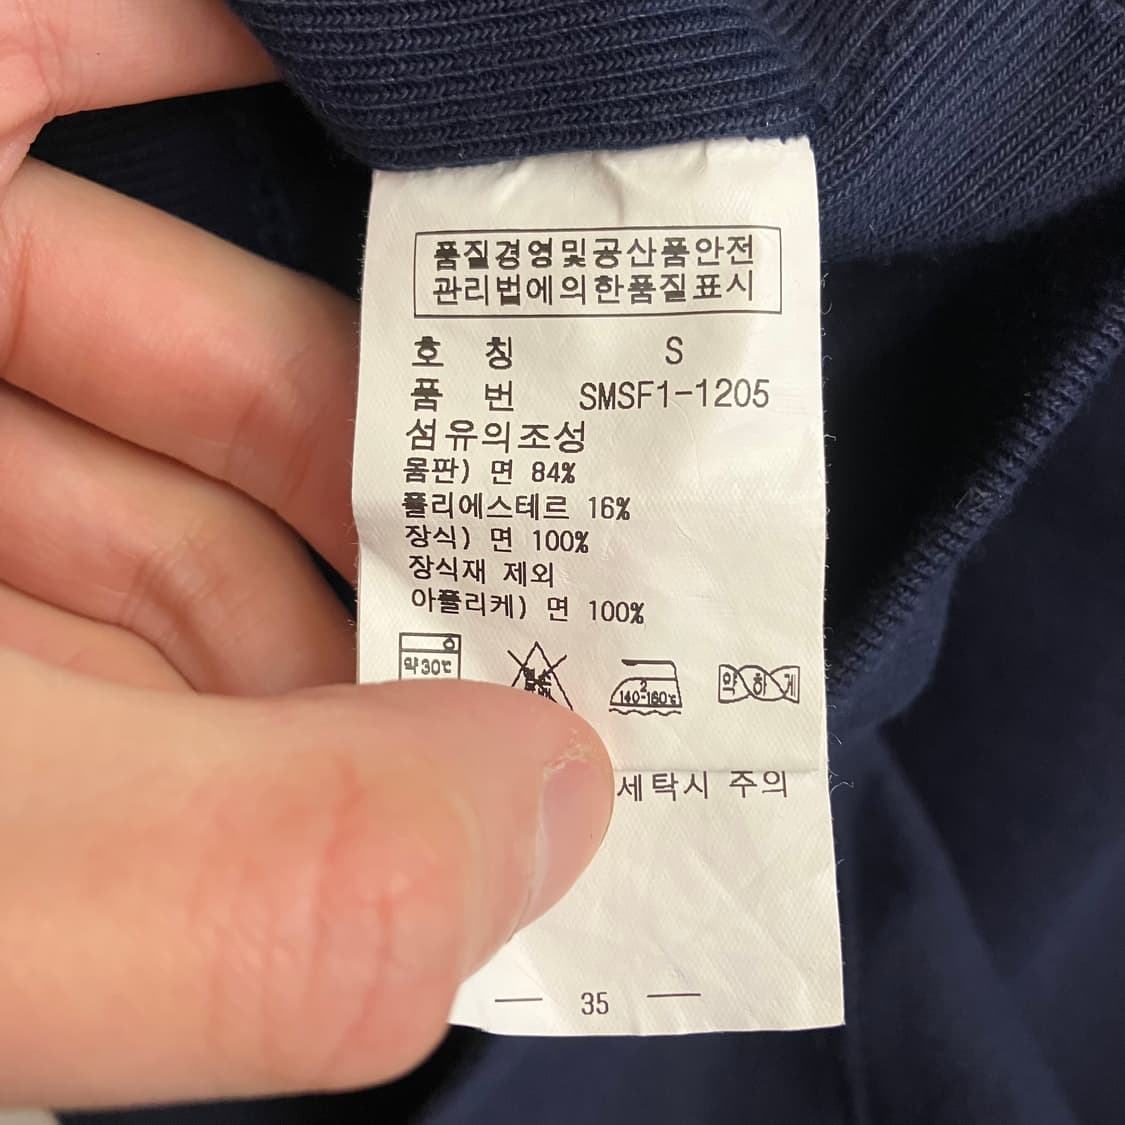 품질경영및공산품안전
관리법에의한품질표시
호 칭 S
품 번 SMSF1-1205
섬유의조성
몸판) 면 84%
폴리에스테르 16%
장식) 면 100%
장식재 제외
아플리케) 면 100%
약30℃
염소
140~160℃
2
약하게
세탁시 주의
— 35 —